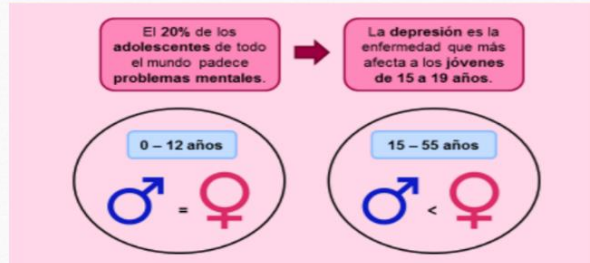 El 20% de los
adolescentes de todo
el mundo padece
problemas mentales.
La depresión es la
enfermedad que más
afecta a los jóvenes
de 15 a 19 años.
0 – 12 años
=
15 – 55 años
<